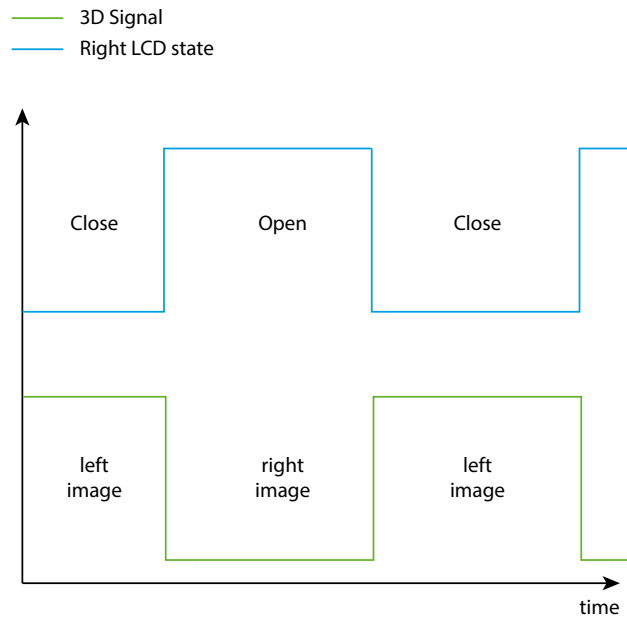 3D Signal
Right LCD state
Close
Open
Close
left
image
right
image
left
image
time